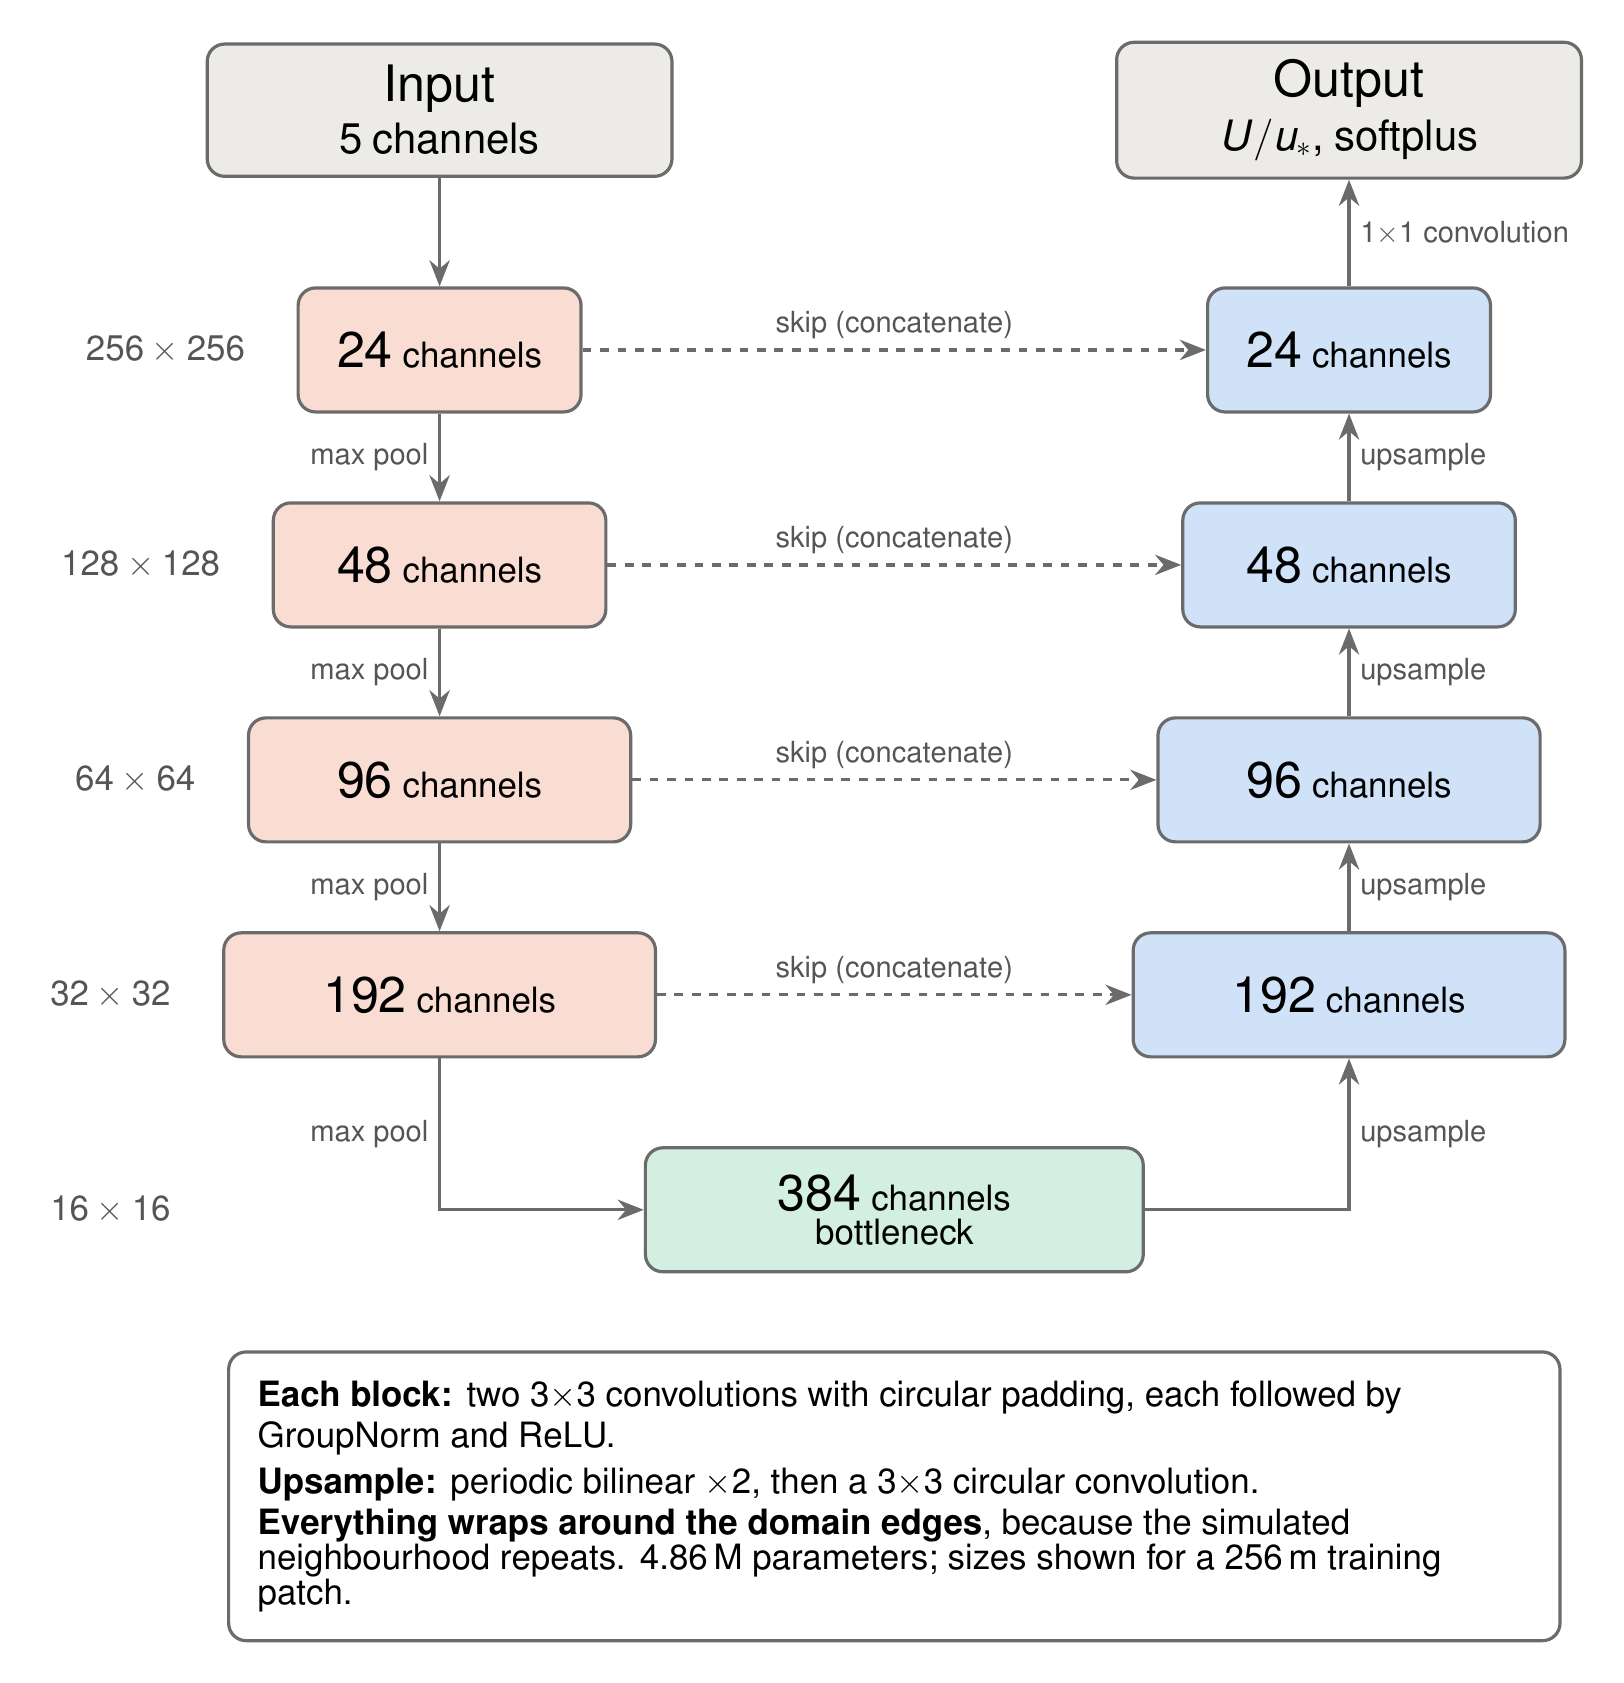 Input
5 channels
Output
U/u*, softplus
1×1 convolution
256 × 256
24 channels
skip (concatenate)
24 channels
max pool
upsample
128 × 128
48 channels
skip (concatenate)
48 channels
max pool
upsample
64 × 64
96 channels
skip (concatenate)
96 channels
max pool
upsample
32 × 32
192 channels
skip (concatenate)
192 channels
max pool
upsample
16 × 16
384 channels
bottleneck
Each block: two 3×3 convolutions with circular padding, each followed by
GroupNorm and ReLU.
Upsample: periodic bilinear ×2, then a 3×3 circular convolution.
Everything wraps around the domain edges, because the simulated
neighbourhood repeats. 4.86 M parameters; sizes shown for a 256 m training
patch.